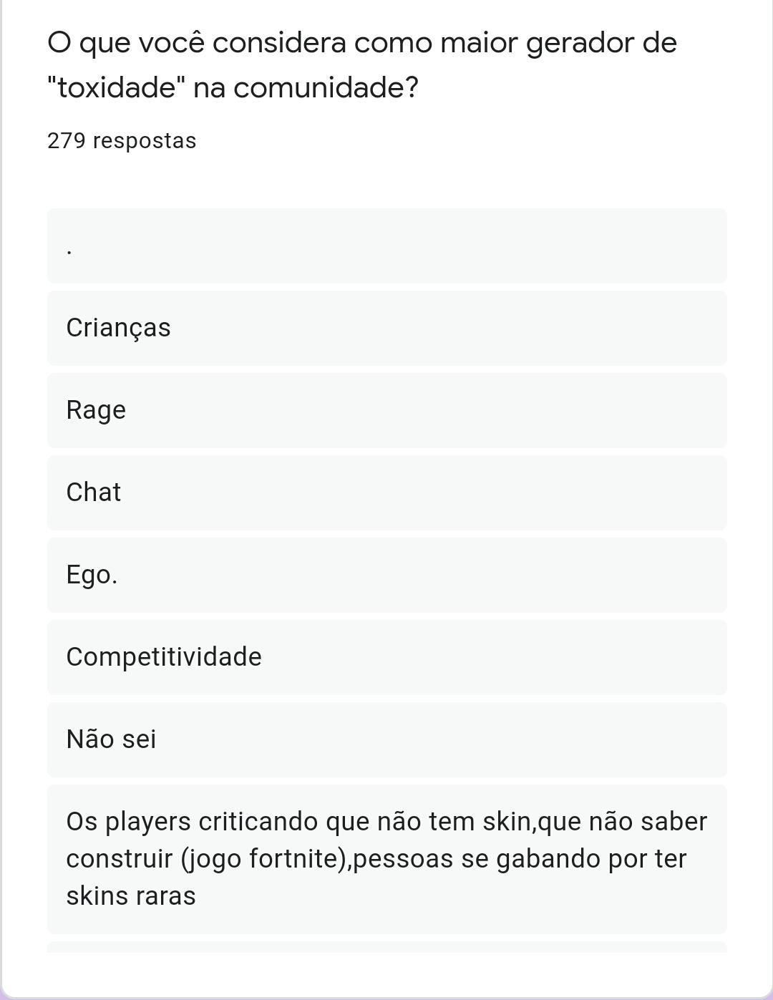 O que você considera como maior gerador de
"toxidade" na comunidade?
279 respostas
.
Crianças
Rage
Chat
Ego.
Competitividade
Não sei
Os players criticando que não tem skin,que não saber
construir (jogo fortnite),pessoas se gabando por ter
skins raras